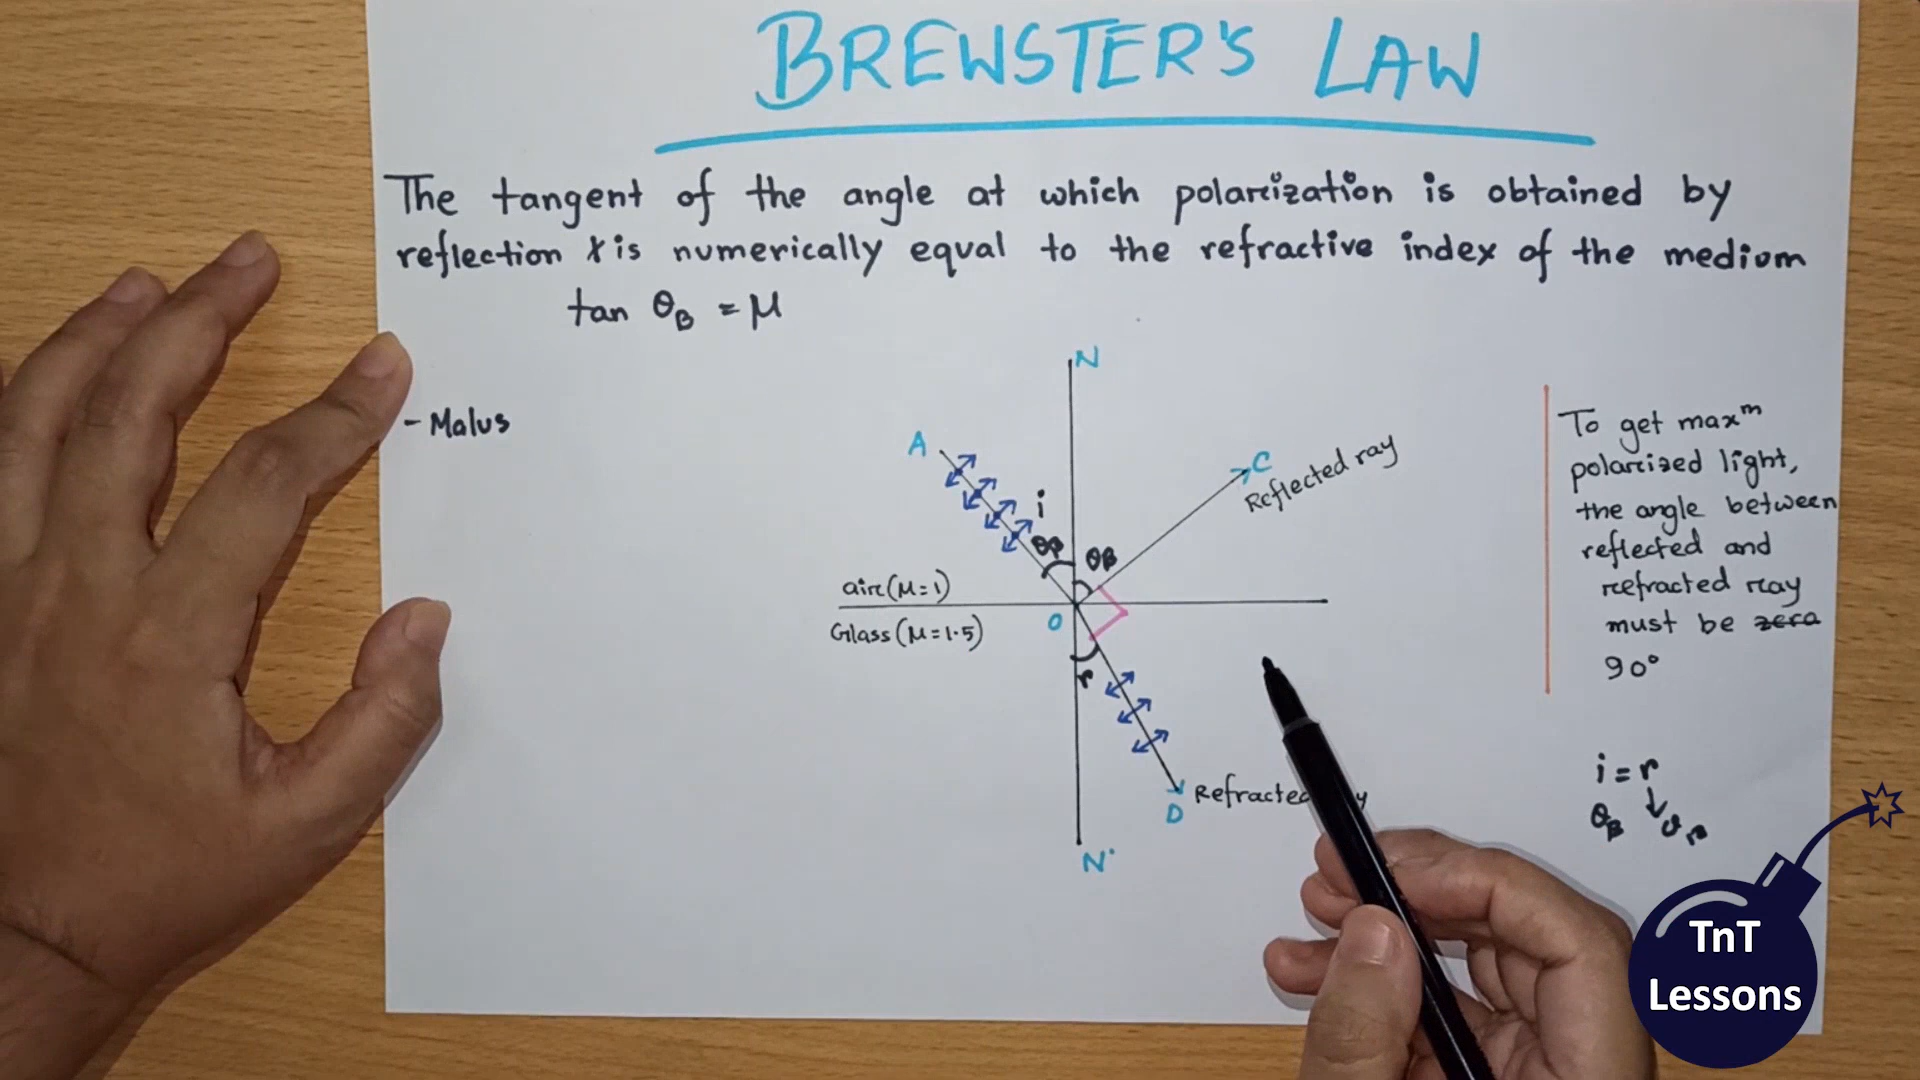 BREWSTER'S LAW
The tangent of the angle at which polarization is obtained by
reflection is numerically equal to the refractive index of the medium
tan θB = μ
- Malus
N
A
i
C
Reflected ray
θP
θB
air (μ=1)
O
Glass (μ=1.5)
r
D
Refracted
N'
To get maxᵐ
polarized light,
the angle between
reflected and
refracted ray
must be zero
90°
i = r
θB
TnT
Lessons